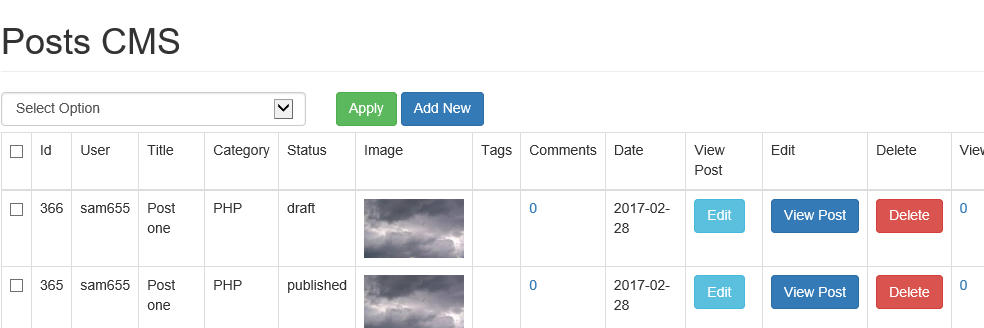 Posts CMS
Select Option Apply Add New
Id User Title Category Status Image Tags Comments Date View Post Edit Delete View
366 sam655 Post one PHP draft 0 2017-02-28 Edit View Post Delete 0
365 sam655 Post one PHP published 0 2017-02-28 Edit View Post Delete 0